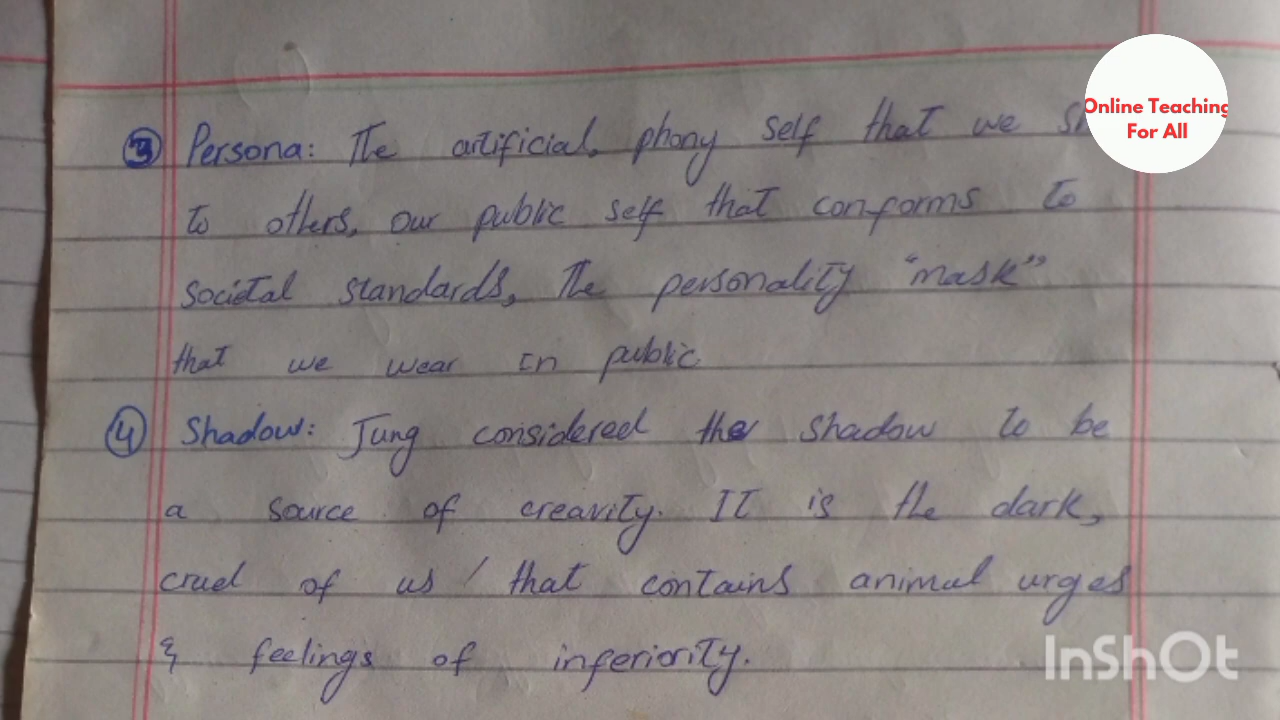 ③ Persona: The artificial, phony self that we
to others, our public self that conforms to
societal standards, The personality "mask"
that we wear in public
④ Shadow: Jung considered the shadow to be
a source of creavity. It is the dark,
cruel of us / that contains animal urges
& feelings of inferiority.
Online Teaching
For All
InShOt